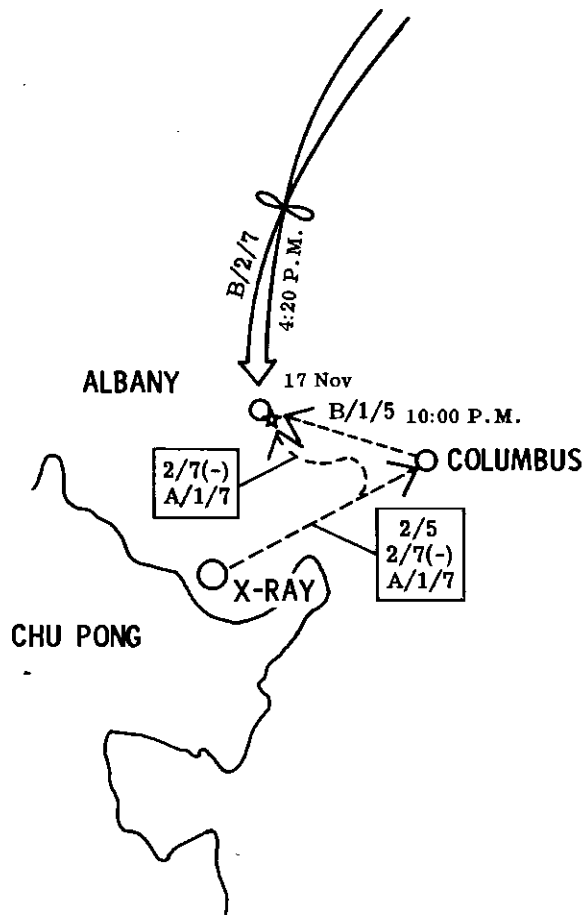 B/2/7
4:20 P.M.
ALBANY
17 Nov
B/1/5 10:00 P.M.
COLUMBUS
2/7(-)
A/1/7
2/5
2/7(-)
A/1/7
X-RAY
CHU PONG